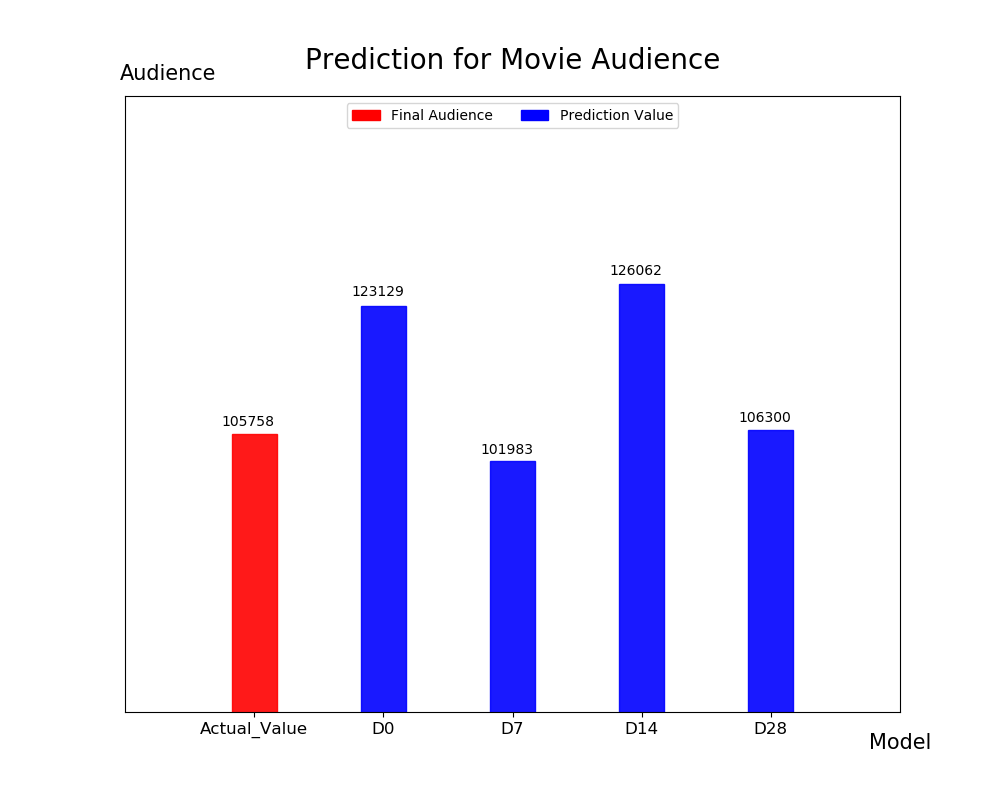 Prediction for Movie Audience
Audience
Final Audience Prediction Value
126062
123129
105758
106300
101983
Actual_Value D0 D7 D14 D28
Model